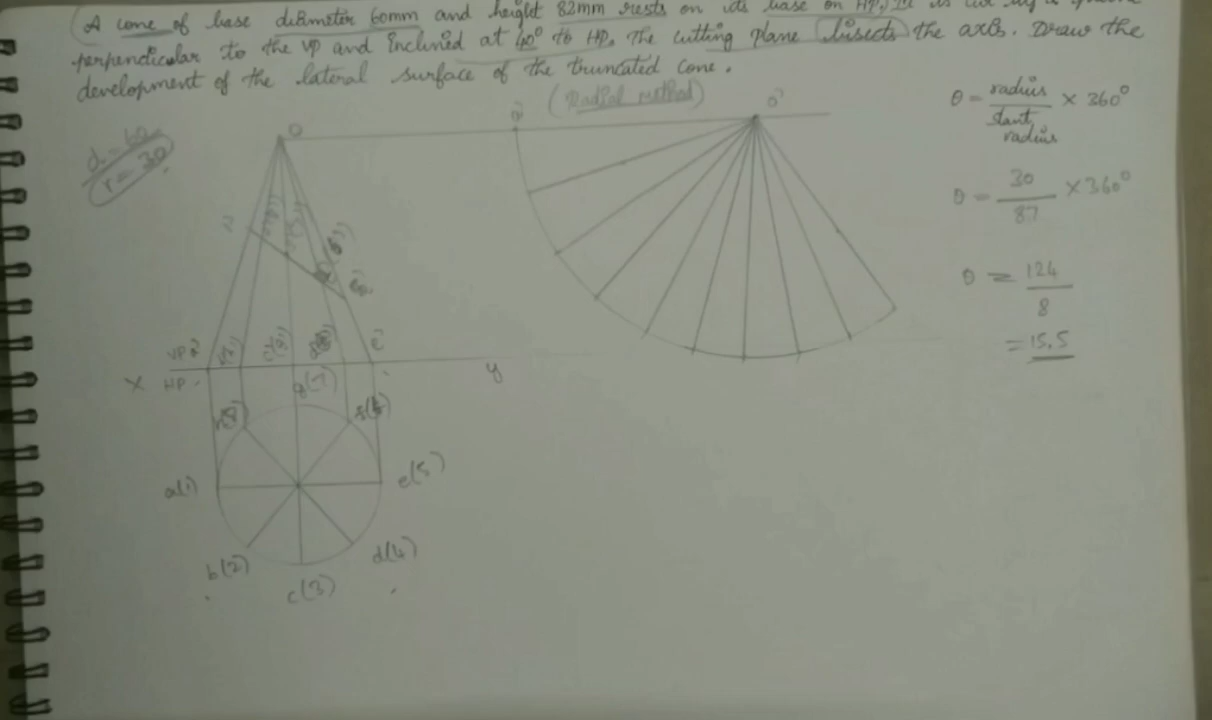 A cone of base diameter 60mm and height 82mm rests on its base on HP, It is cut by a
perpendicular to the VP and Inclined at 40° to HP. The cutting plane bisects the axis. Draw the
development of the lateral surface of the truncated cone.
(Radial method)
d = 60
r = 30
O
a'
O'
θ = radius / slant radius × 360°
θ = 30 / 87 × 360°
θ = 124 / 8
= 15.5
VP a'
e'
X HP
y
g(7)
h(8)
a(1)
e(5)
b(2)
c(3)
d(4)